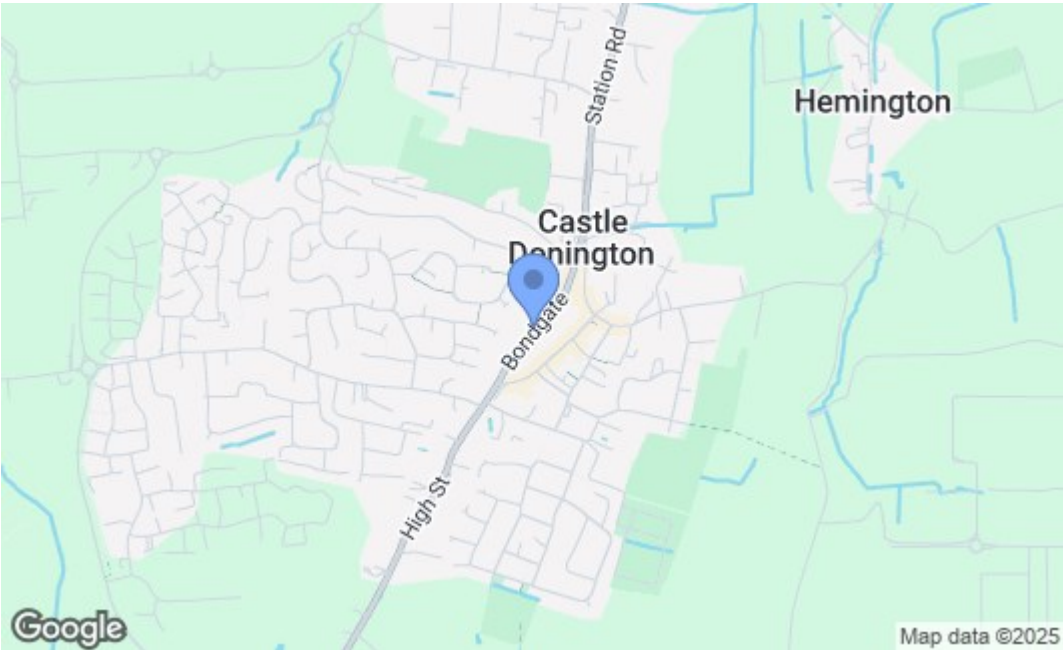 Station Rd
Hemington
Castle
Donington
Bondgate
High St
Google
Map data ©2025